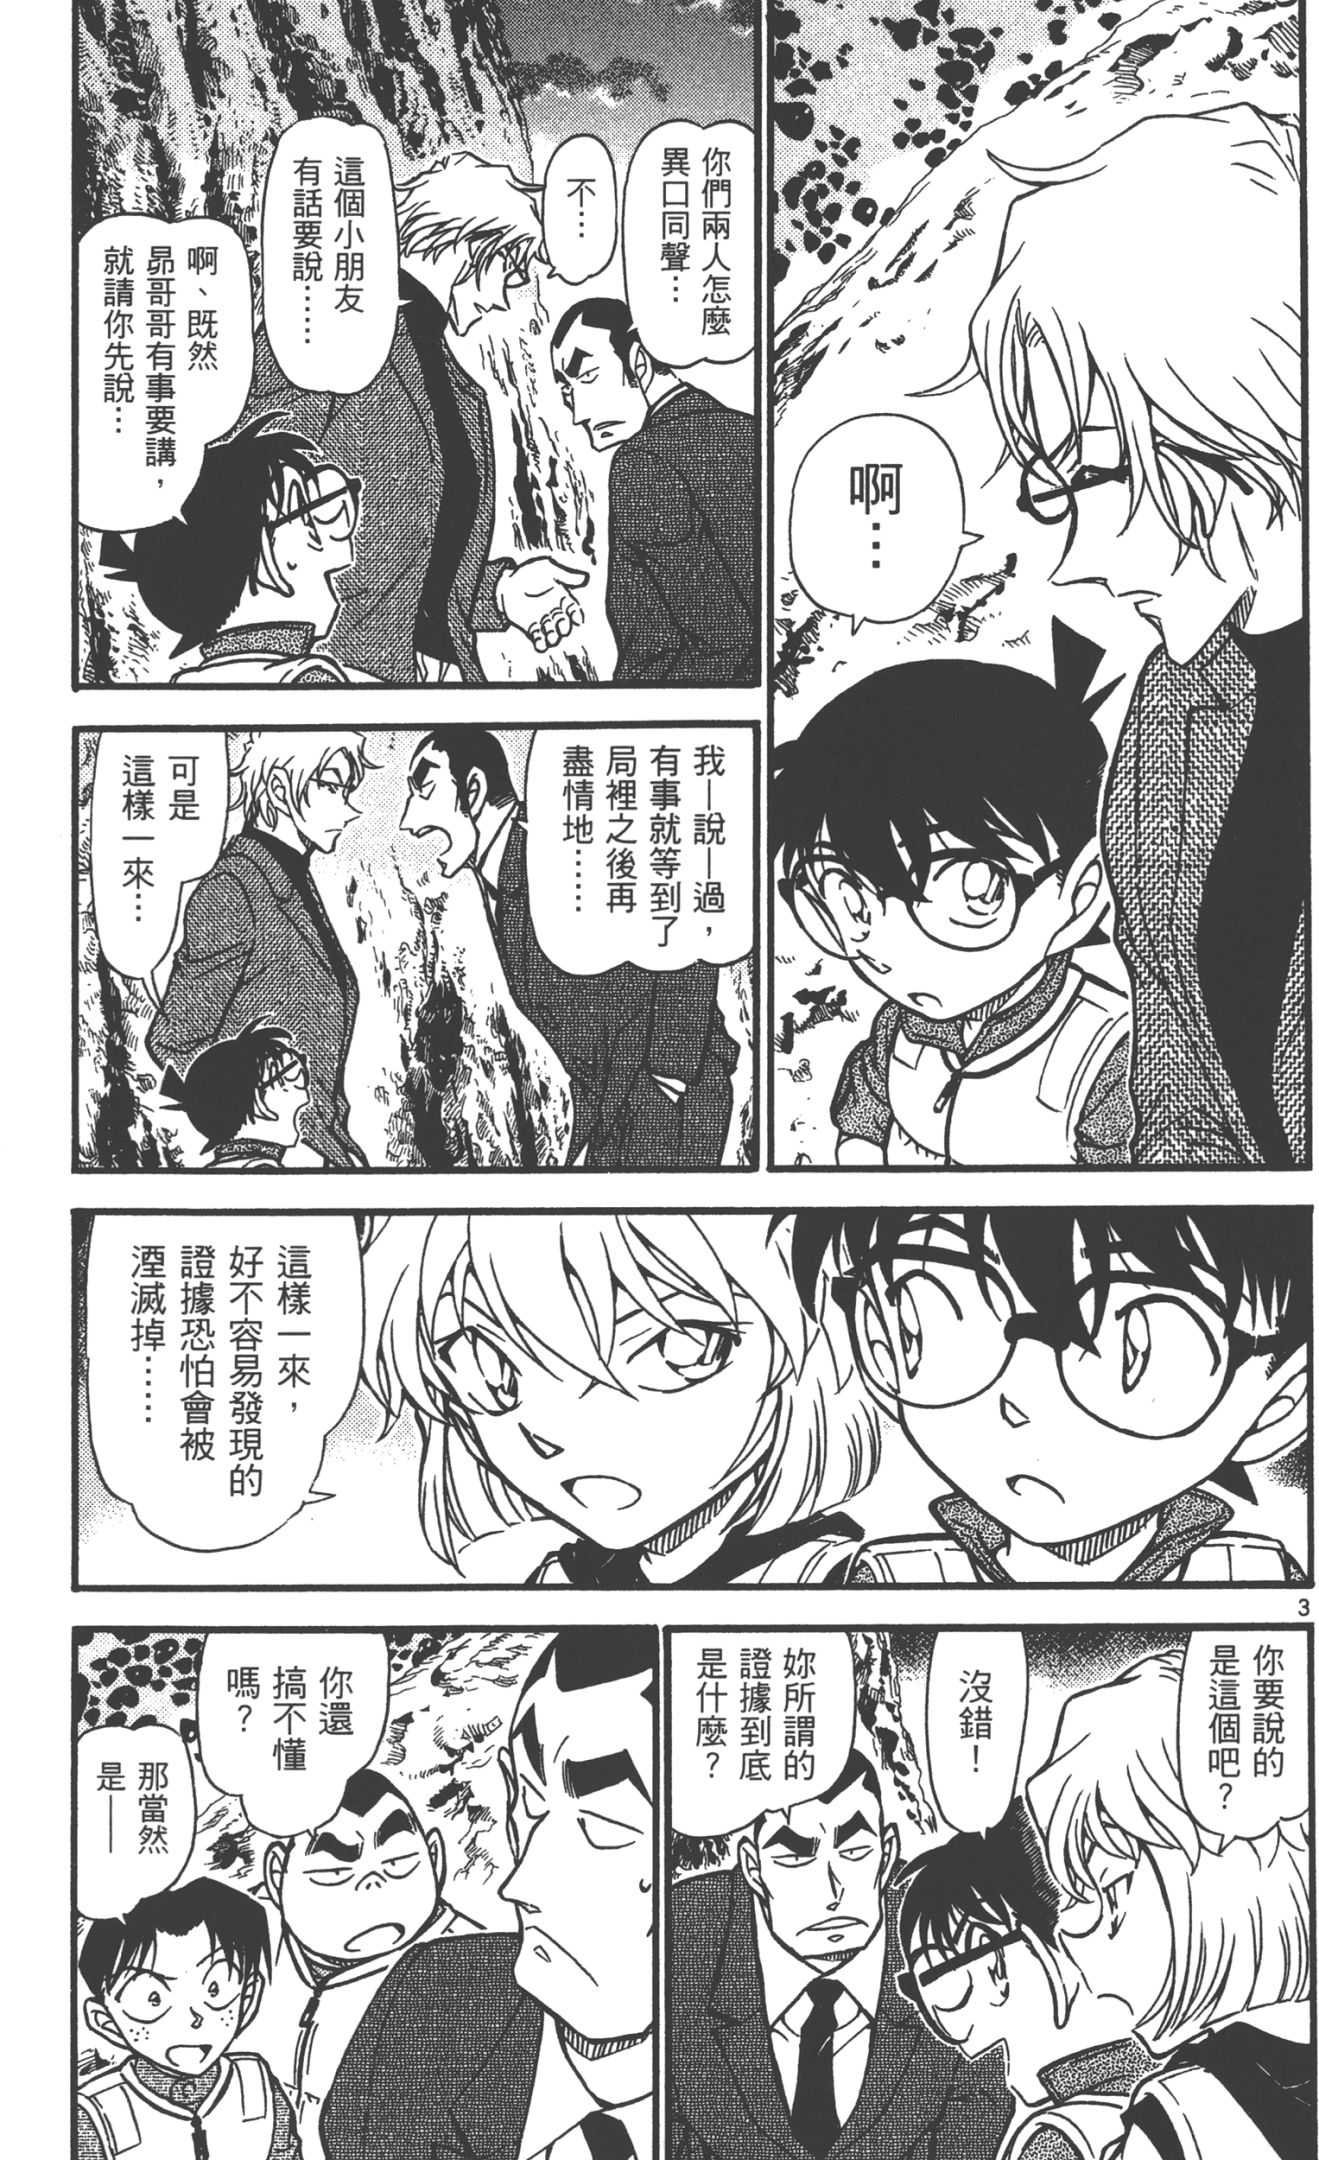 啊…
你們兩人怎麼
異口同聲…
不…
這個小朋友
有話要說……
啊、既然
昴哥哥有事要講，
就請你先說…
我—說—過，
有事就等到了
局裡之後再
盡情地……
可是
這樣一來…
這樣一來，
好不容易發現的
證據恐怕會被
湮滅掉……
3
你要說的
是這個吧？
沒錯！
妳所謂的
證據到底
是什麼？
你還
搞不懂
嗎？
那當然
是——